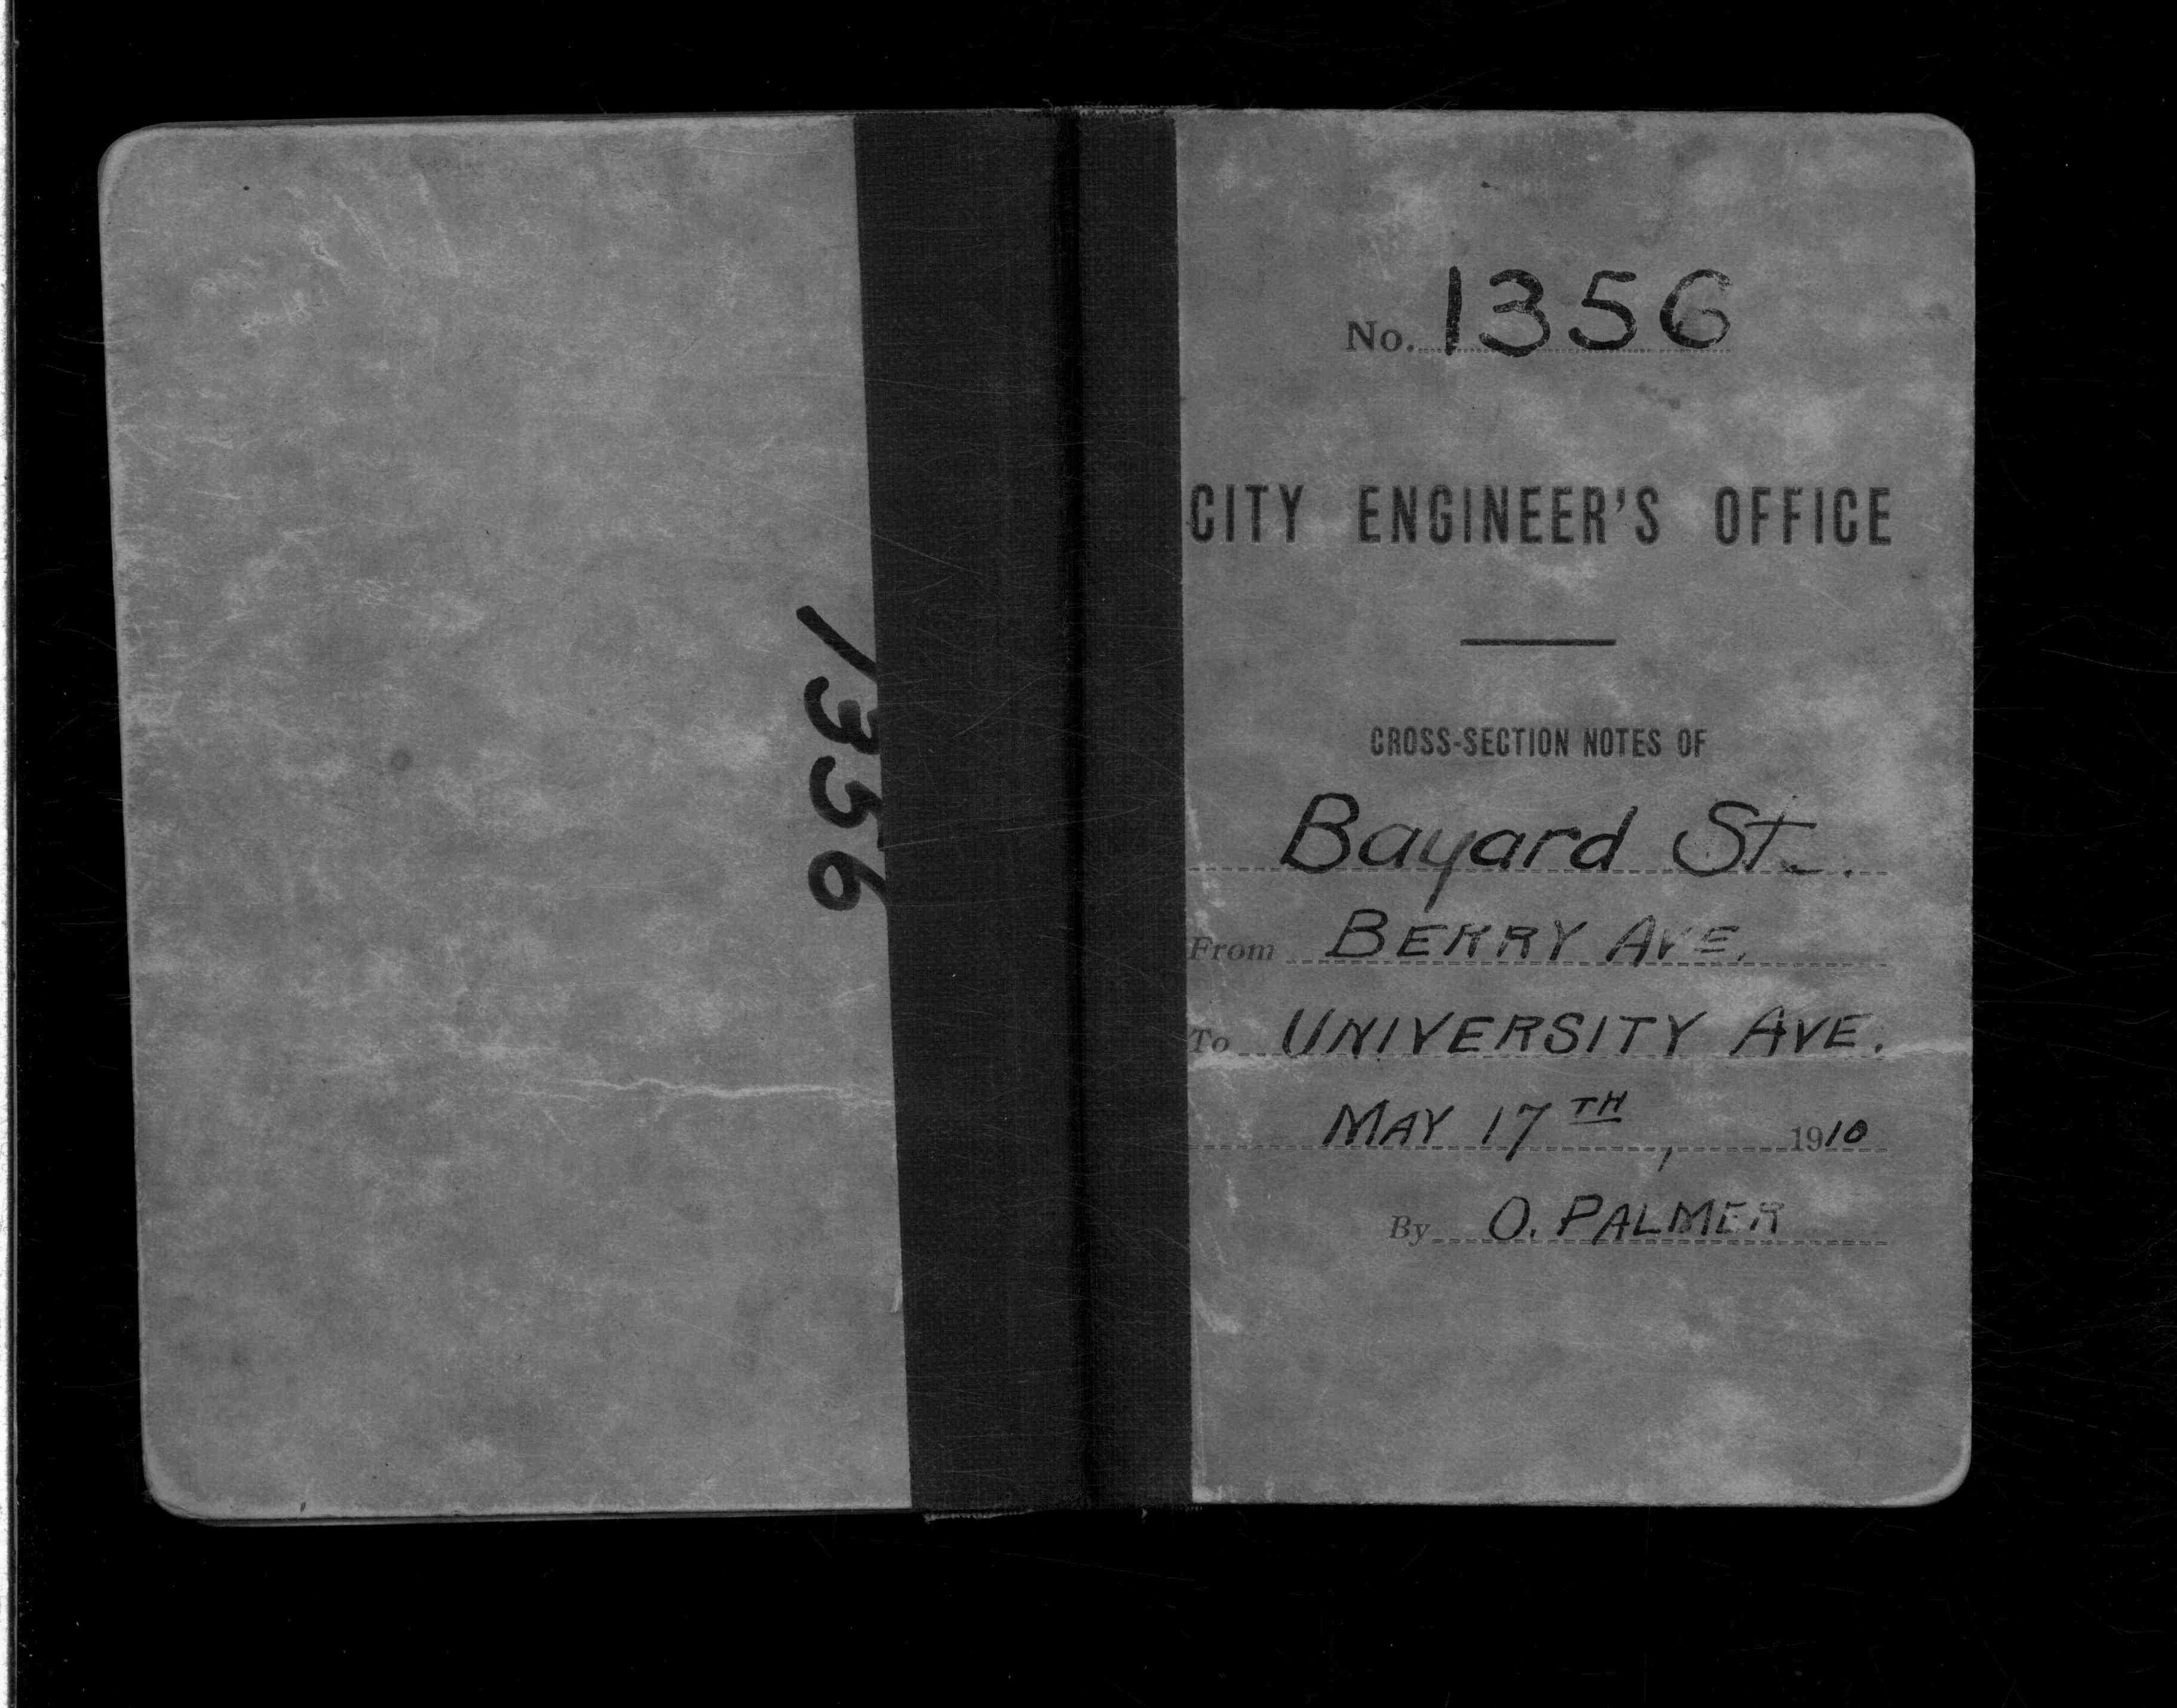 1356
No. 1356
CITY ENGINEER'S OFFICE
CROSS-SECTION NOTES OF
Bayard St.
From BERRY AVE.
To UNIVERSITY AVE.
MAY 17TH, 1910
By O. PALMER